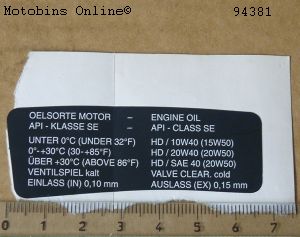 Motobins Online® 94381
OELSORTE MOTOR – ENGINE OIL
API - KLASSE SE – API - CLASS SE
UNTER 0°C (UNDER 32°F) HD / 10W40 (15W50)
0°-+30°C (30-+85°F) HD / 20W40 (20W50)
ÜBER +30°C (ABOVE 86°F) HD / SAE 40 (20W50)
VENTILSPIEL kalt VALVE CLEAR. cold
EINLASS (IN) 0,10 mm AUSLASS (EX) 0,15 mm
1 2 3 4 5 6 7